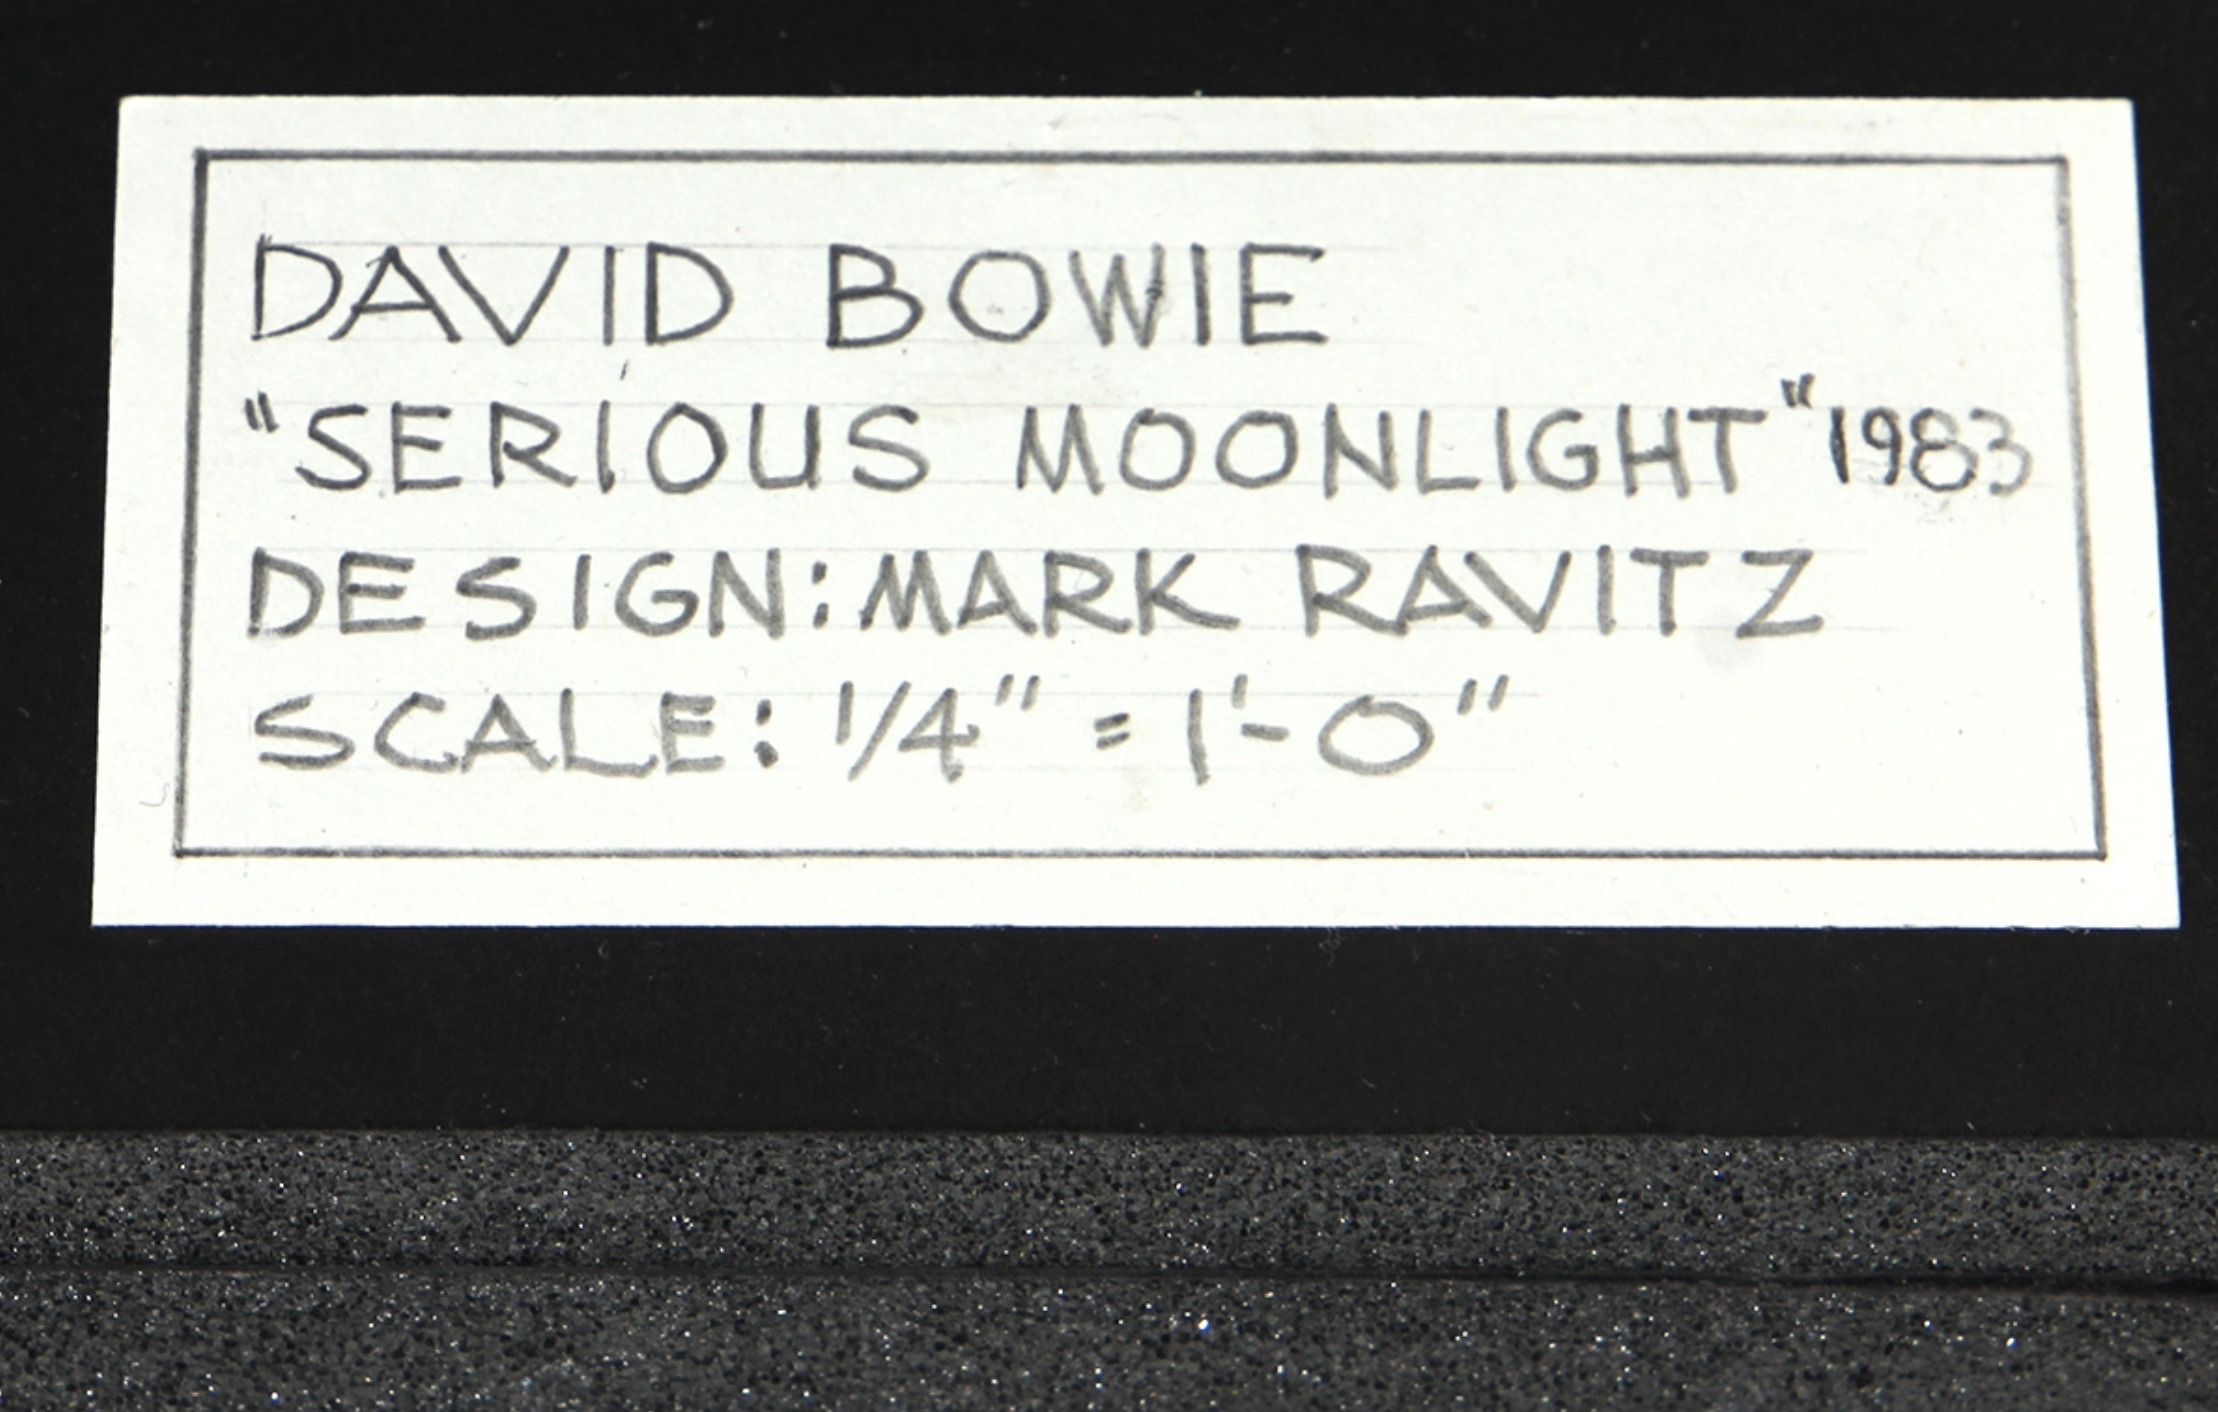 DAVID BOWIE
"SERIOUS MOONLIGHT" 1983
DESIGN: MARK RAVITZ
SCALE: 1/4" = 1'-0"